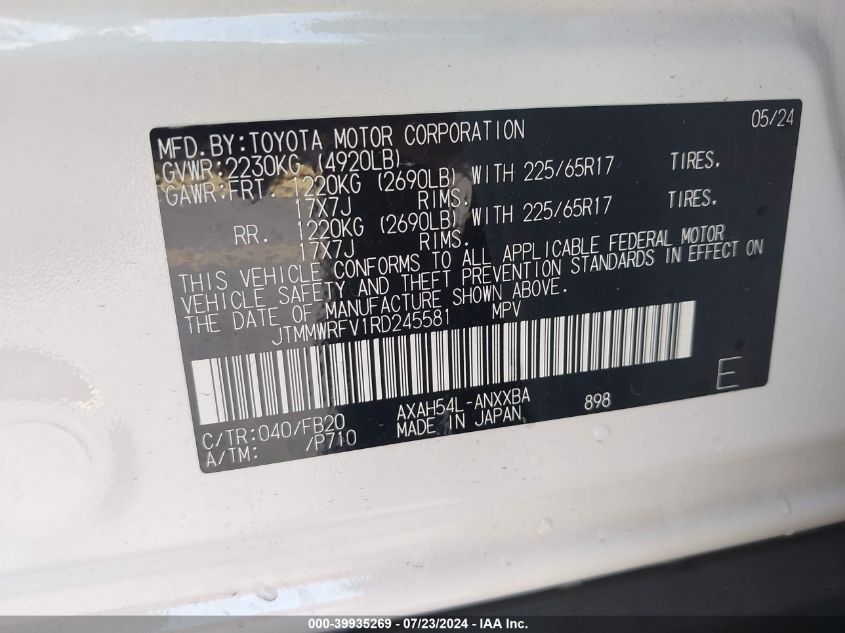 05/24
MFD.BY:TOYOTA MOTOR CORPORATION
GVWR:2230KG (4920LB)
GAWR:FRT. 1220KG (2690LB) WITH 225/65R17 TIRES.
17X7J RIMS.
RR. 1220KG (2690LB) WITH 225/65R17 TIRES.
17X7J RIMS.
THIS VEHICLE CONFORMS TO ALL APPLICABLE FEDERAL MOTOR
VEHICLE SAFETY AND THEFT PREVENTION STANDARDS IN EFFECT ON
THE DATE OF MANUFACTURE SHOWN ABOVE.
JTMMWRFV1RD245581 MPV
E
C/TR:040/FB20 AXAH54L-ANXXBA 898
A/TM: /P710 MADE IN JAPAN
000-39935269 - 07/23/2024 - IAA Inc.